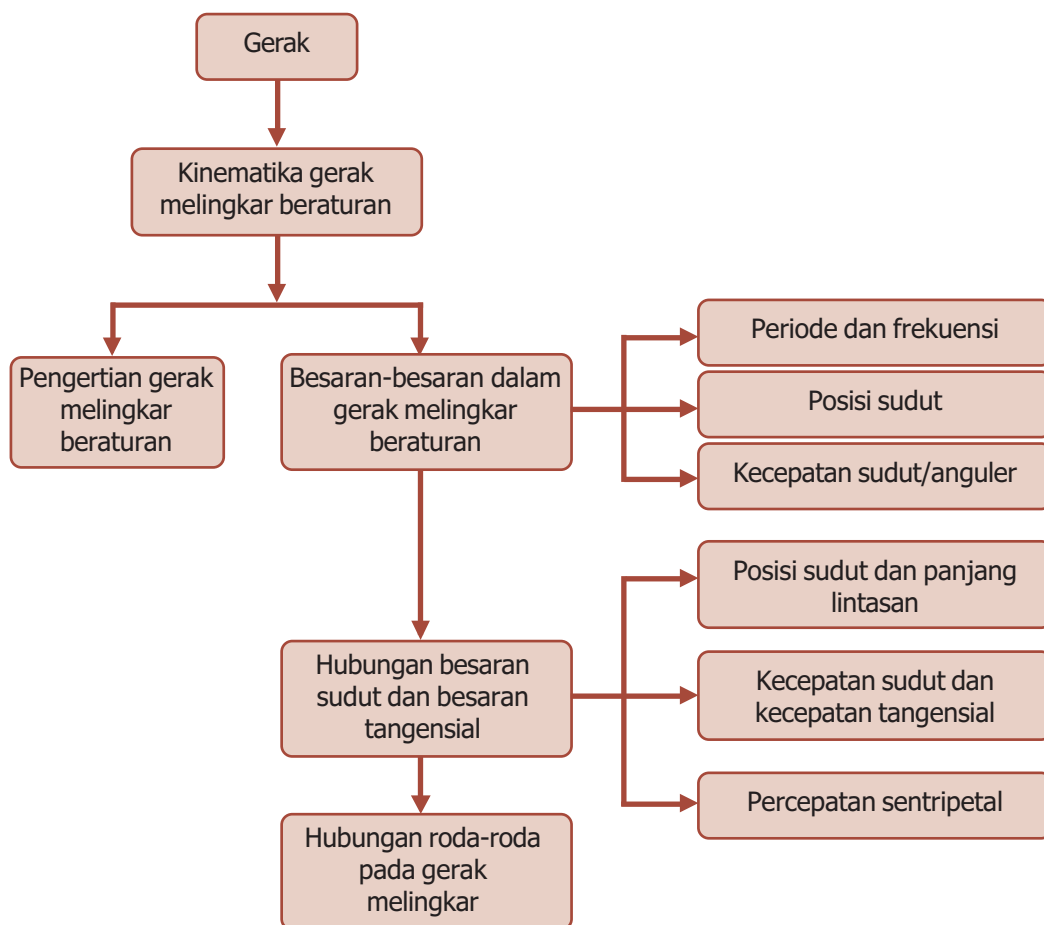 Gerak
Kinematika gerak
melingkar beraturan
Pengertian gerak
melingkar
beraturan
Besaran-besaran dalam
gerak melingkar
beraturan
Periode dan frekuensi
Posisi sudut
Kecepatan sudut/anguler
Hubungan besaran
sudut dan besaran
tangensial
Posisi sudut dan panjang
lintasan
Kecepatan sudut dan
kecepatan tangensial
Percepatan sentripetal
Hubungan roda-roda
pada gerak
melingkar